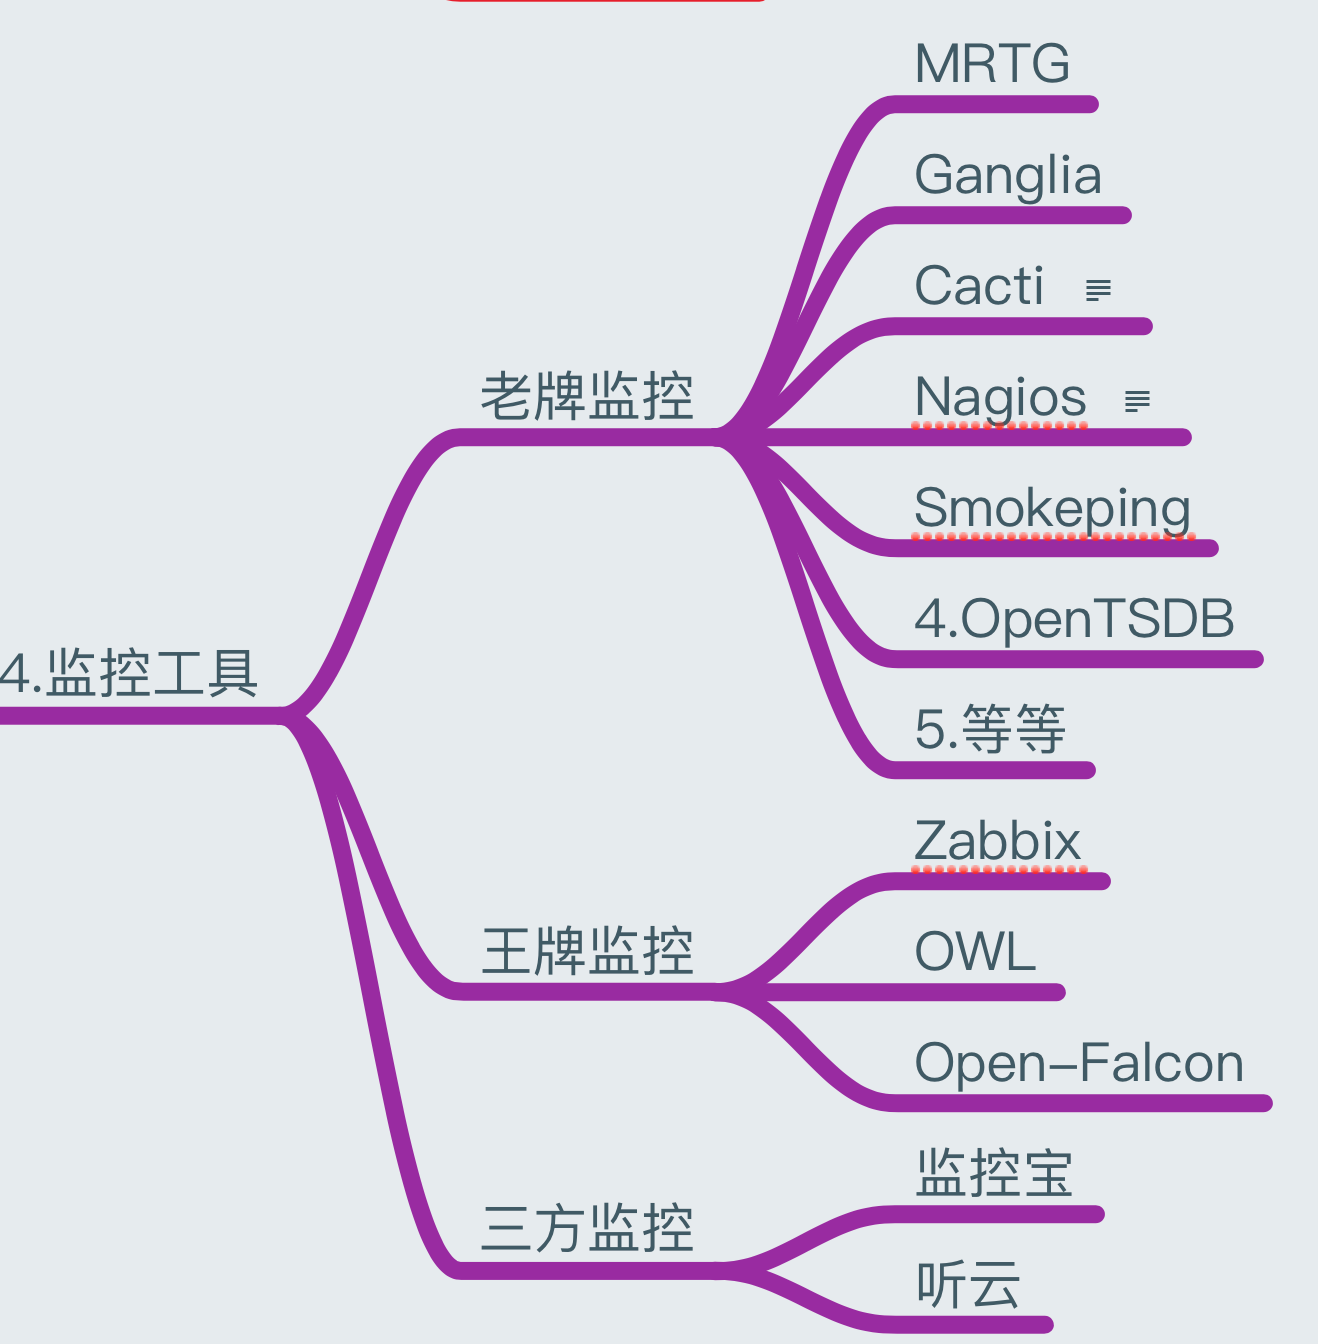 4.监控工具
老牌监控
MRTG
Ganglia
Cacti
Nagios
Smokeping
4.OpenTSDB
5.等等
王牌监控
Zabbix
OWL
Open-Falcon
三方监控
监控宝
听云